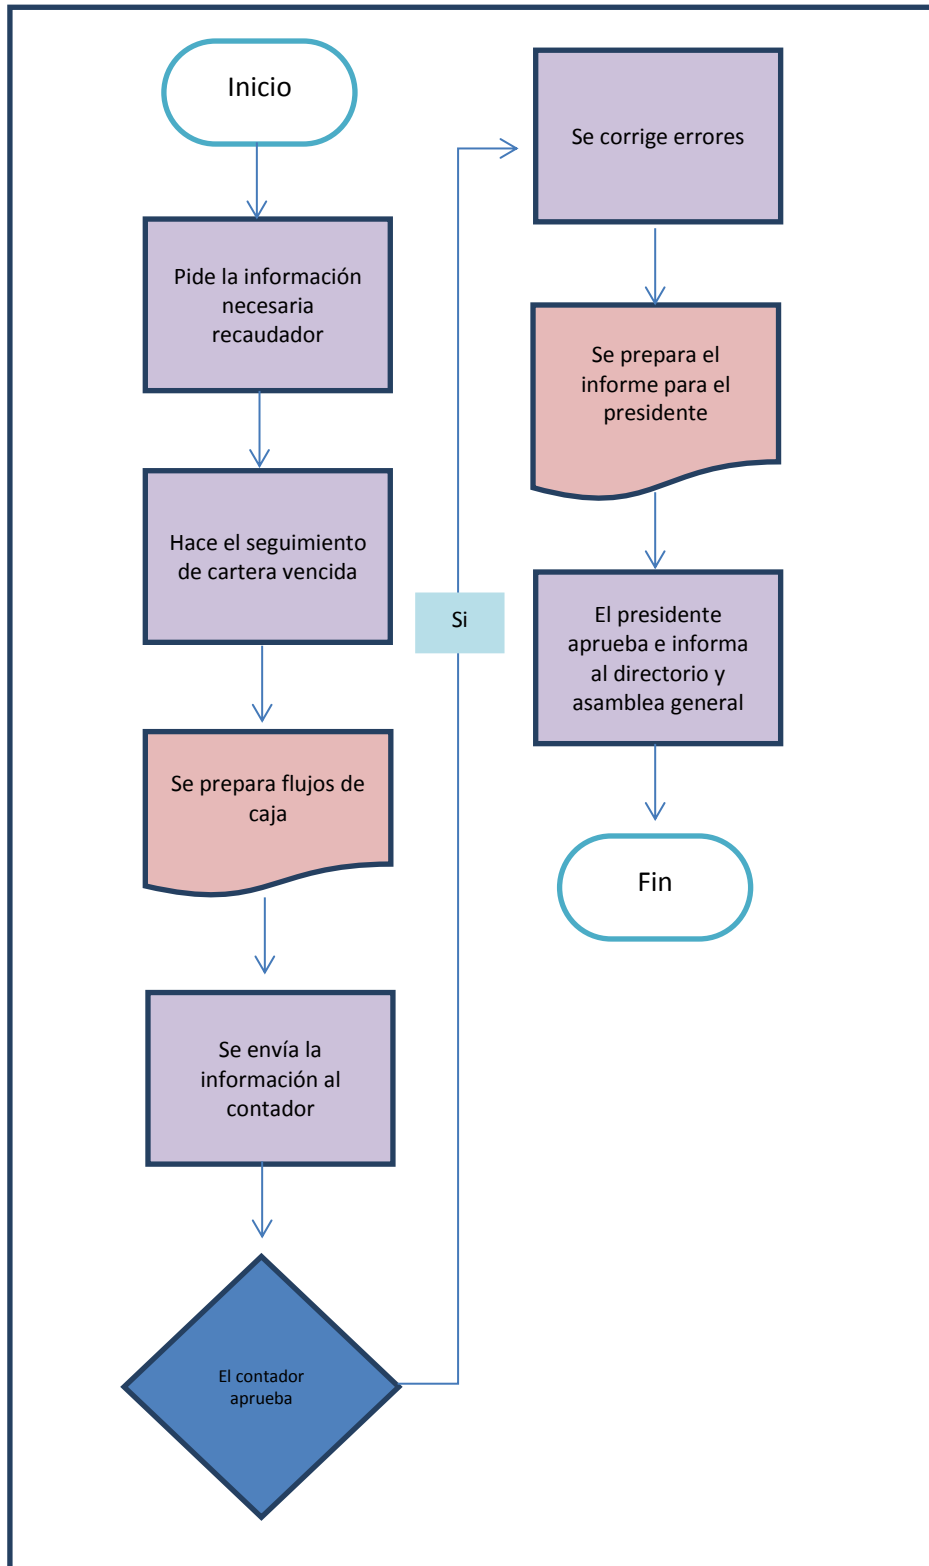 Inicio
Pide la información
necesaria
recaudador
Hace el seguimiento
de cartera vencida
Se prepara flujos de
caja
Se envía la
información al
contador
El contador
aprueba
Si
Se corrige errores
Se prepara el
informe para el
presidente
El presidente
aprueba e informa
al directorio y
asamblea general
Fin